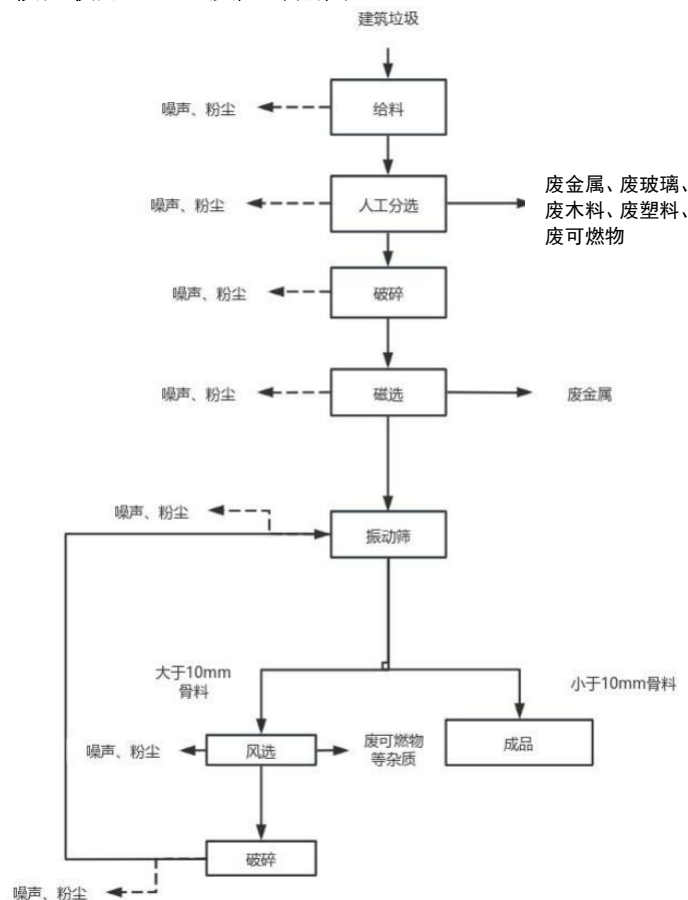 建筑垃圾
噪声、粉尘
给料
噪声、粉尘
人工分选
废金属、废玻璃、
废木料、废塑料、
废可燃物
噪声、粉尘
破碎
噪声、粉尘
磁选
废金属
噪声、粉尘
振动筛
大于10mm
骨料
小于10mm骨料
噪声、粉尘
风选
废可燃物
等杂质
成品
破碎
噪声、粉尘